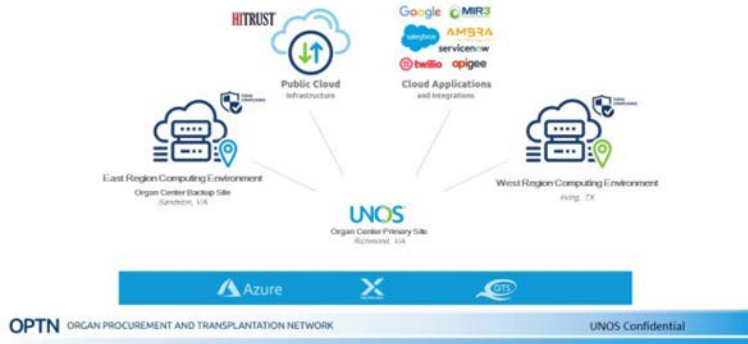 HITRUST
Google MIR3
salesforce AMBRA
servicenow
twilio apigee
Public Cloud
Infrastructure
Cloud Applications
and Integrations
East Region Computing Environment
Organ Center Backup Site
Sandston, VA
West Region Computing Environment
Irving, TX
UNOS
Organ Center Primary Site
Richmond, VA
Azure
QTS
OPTN ORGAN PROCUREMENT AND TRANSPLANTATION NETWORK
UNOS Confidential